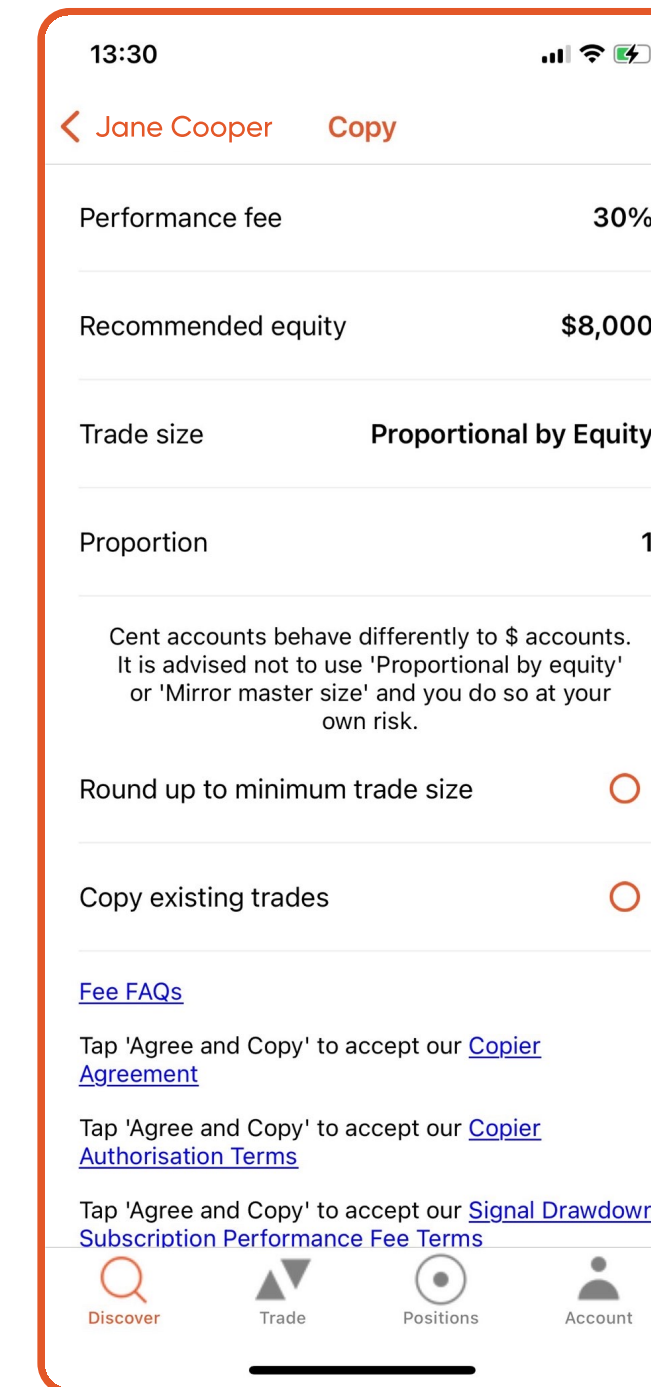 13:30
Jane Cooper Copy
Performance fee 30%
Recommended equity $8,000
Trade size Proportional by Equity
Proportion 1
Cent accounts behave differently to $ accounts.
It is advised not to use 'Proportional by equity'
or 'Mirror master size' and you do so at your
own risk.
Round up to minimum trade size
Copy existing trades
Fee FAQs
Tap 'Agree and Copy' to accept our Copier
Agreement
Tap 'Agree and Copy' to accept our Copier
Authorisation Terms
Tap 'Agree and Copy' to accept our Signal Drawdown
Subscription Performance Fee Terms
Discover Trade Positions Account